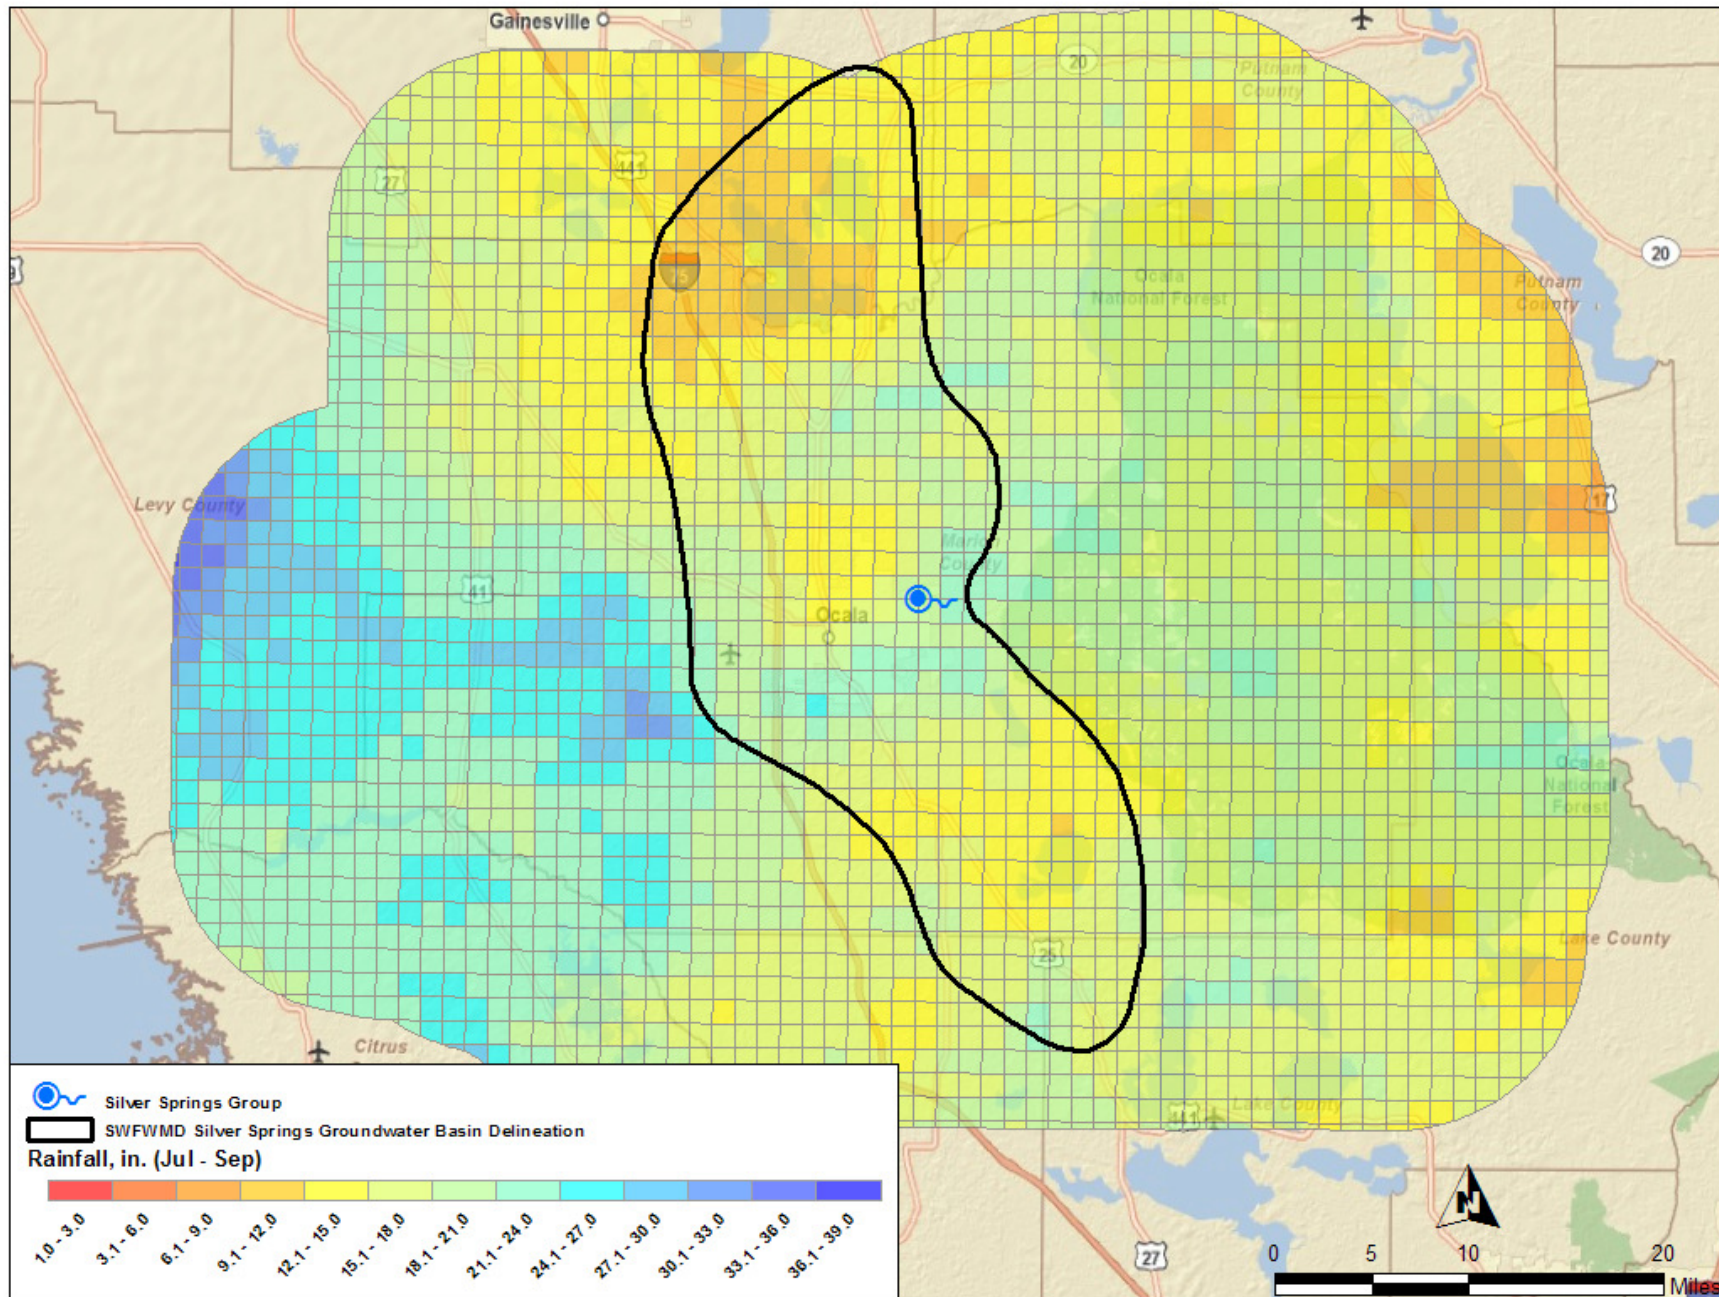 Gainesville
20
Putnam
County
441
27
75
Ocala
National Forest
20
Putnam
County
9
Levy County
17
Marion
County
41
Ocala
Ocala
National
Forest
Lake County
25
Citrus
Lake County
441
Silver Springs Group
SWFWMD Silver Springs Groundwater Basin Delineation
Rainfall, in. (Jul - Sep)
1.0 - 3.0
3.1 - 6.0
6.1 - 9.0
9.1 - 12.0
12.1 - 15.0
15.1 - 18.0
18.1 - 21.0
21.1 - 24.0
24.1 - 27.0
27.1 - 30.0
30.1 - 33.0
33.1 - 36.0
36.1 - 39.0
N
27
0 5 10 20
Miles